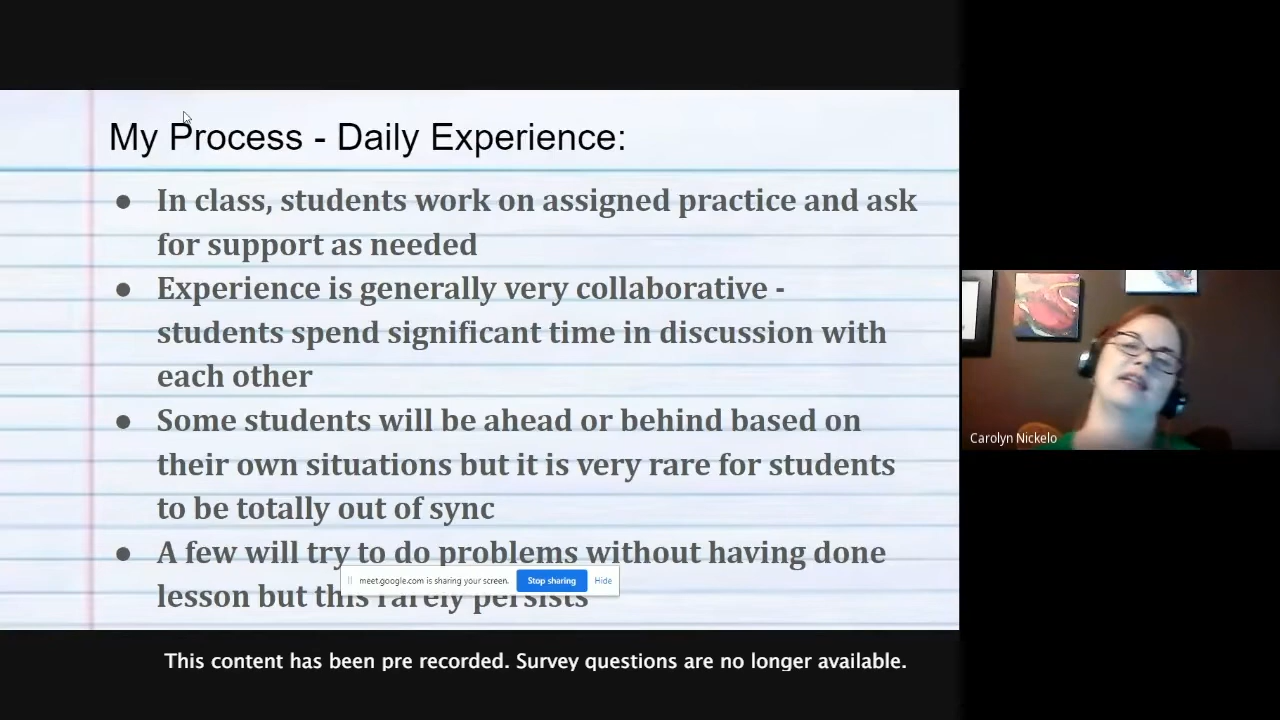 My Process - Daily Experience:
● In class, students work on assigned practice and ask
for support as needed
● Experience is generally very collaborative -
students spend significant time in discussion with
each other
● Some students will be ahead or behind based on
their own situations but it is very rare for students
to be totally out of sync
● A few will try to do problems without having done
lesson but this rarely persists
meet.google.com is sharing your screen. Stop sharing Hide
Carolyn Nickelo
This content has been pre recorded. Survey questions are no longer available.